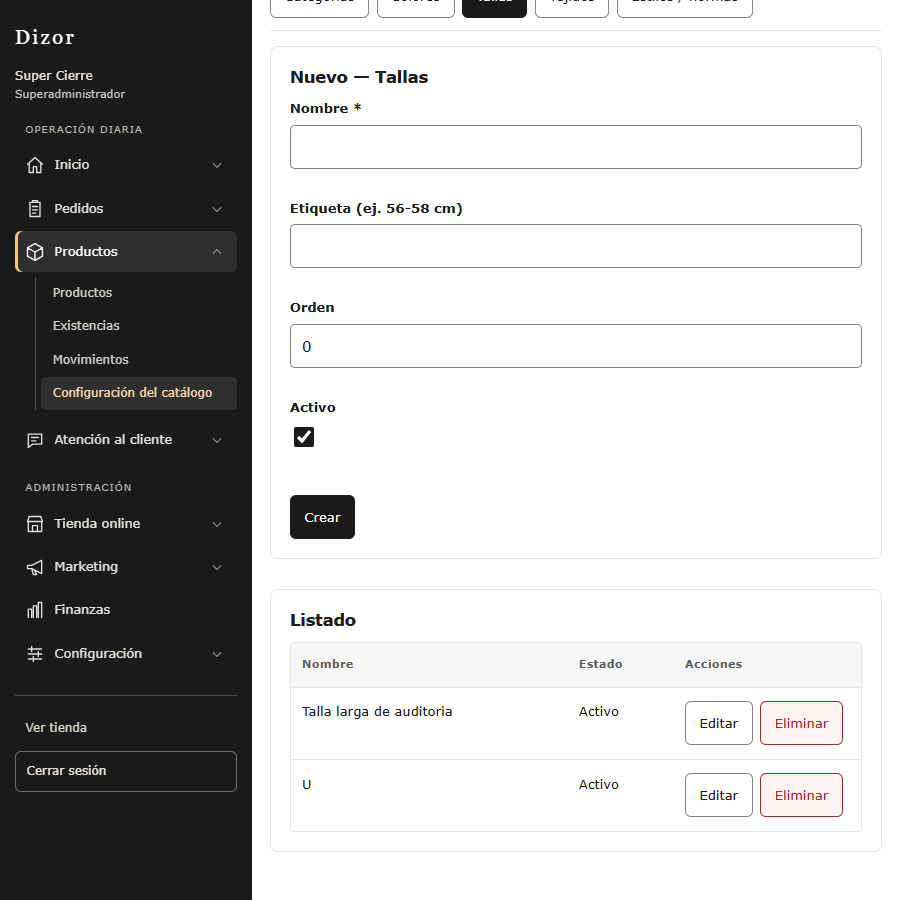 Dizor
Super Cierre
Superadministrador
OPERACIÓN DIARIA
Inicio
Pedidos
Productos
Productos
Existencias
Movimientos
Configuración del catálogo
Atención al cliente
ADMINISTRACIÓN
Tienda online
Marketing
Finanzas
Configuración
Ver tienda
Cerrar sesión
Nuevo — Tallas
Nombre *
Etiqueta (ej. 56-58 cm)
Orden
0
Activo
Crear
Listado
Nombre Estado Acciones
Talla larga de auditoria Activo Editar Eliminar
U Activo Editar Eliminar